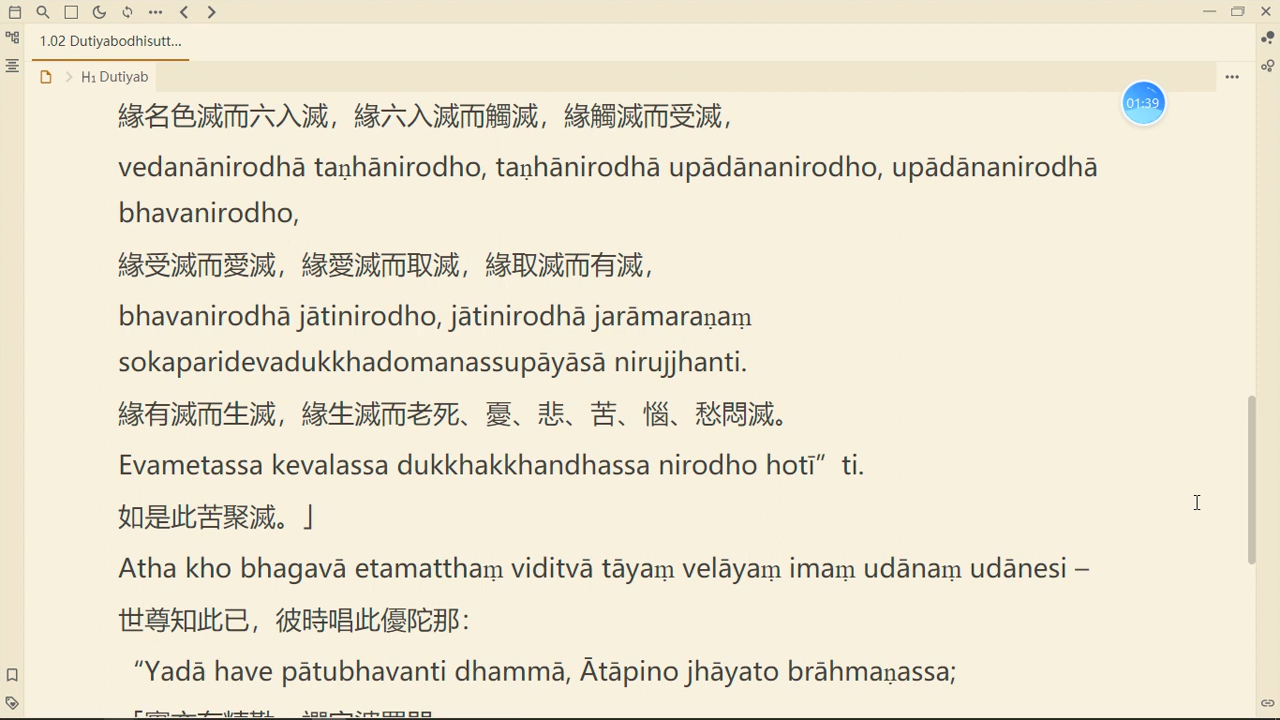 1.02 Dutiyabodhisutt...
H1 Dutiyab
01:39
緣名色滅而六入滅，緣六入滅而觸滅，緣觸滅而受滅，
vedanānirodhā taṇhānirodho, taṇhānirodhā upādānanirodho, upādānanirodhā
bhavanirodho,
緣受滅而愛滅，緣愛滅而取滅，緣取滅而有滅，
bhavanirodhā jātinirodho, jātinirodhā jarāmaraṇaṃ
sokaparidevadukkhadomanassupāyāsā nirujjhanti.
緣有滅而生滅，緣生滅而老死、憂、悲、苦、惱、愁悶滅。
Evametassa kevalassa dukkhakkhandhassa nirodho hotī” ti.
如是此苦聚滅。」
Atha kho bhagavā etamatthaṃ viditvā tāyaṃ velāyaṃ imaṃ udānaṃ udānesi –
世尊知此已，彼時唱此優陀那：
“Yadā have pātubhavanti dhammā, Ātāpino jhāyato brāhmaṇassa;